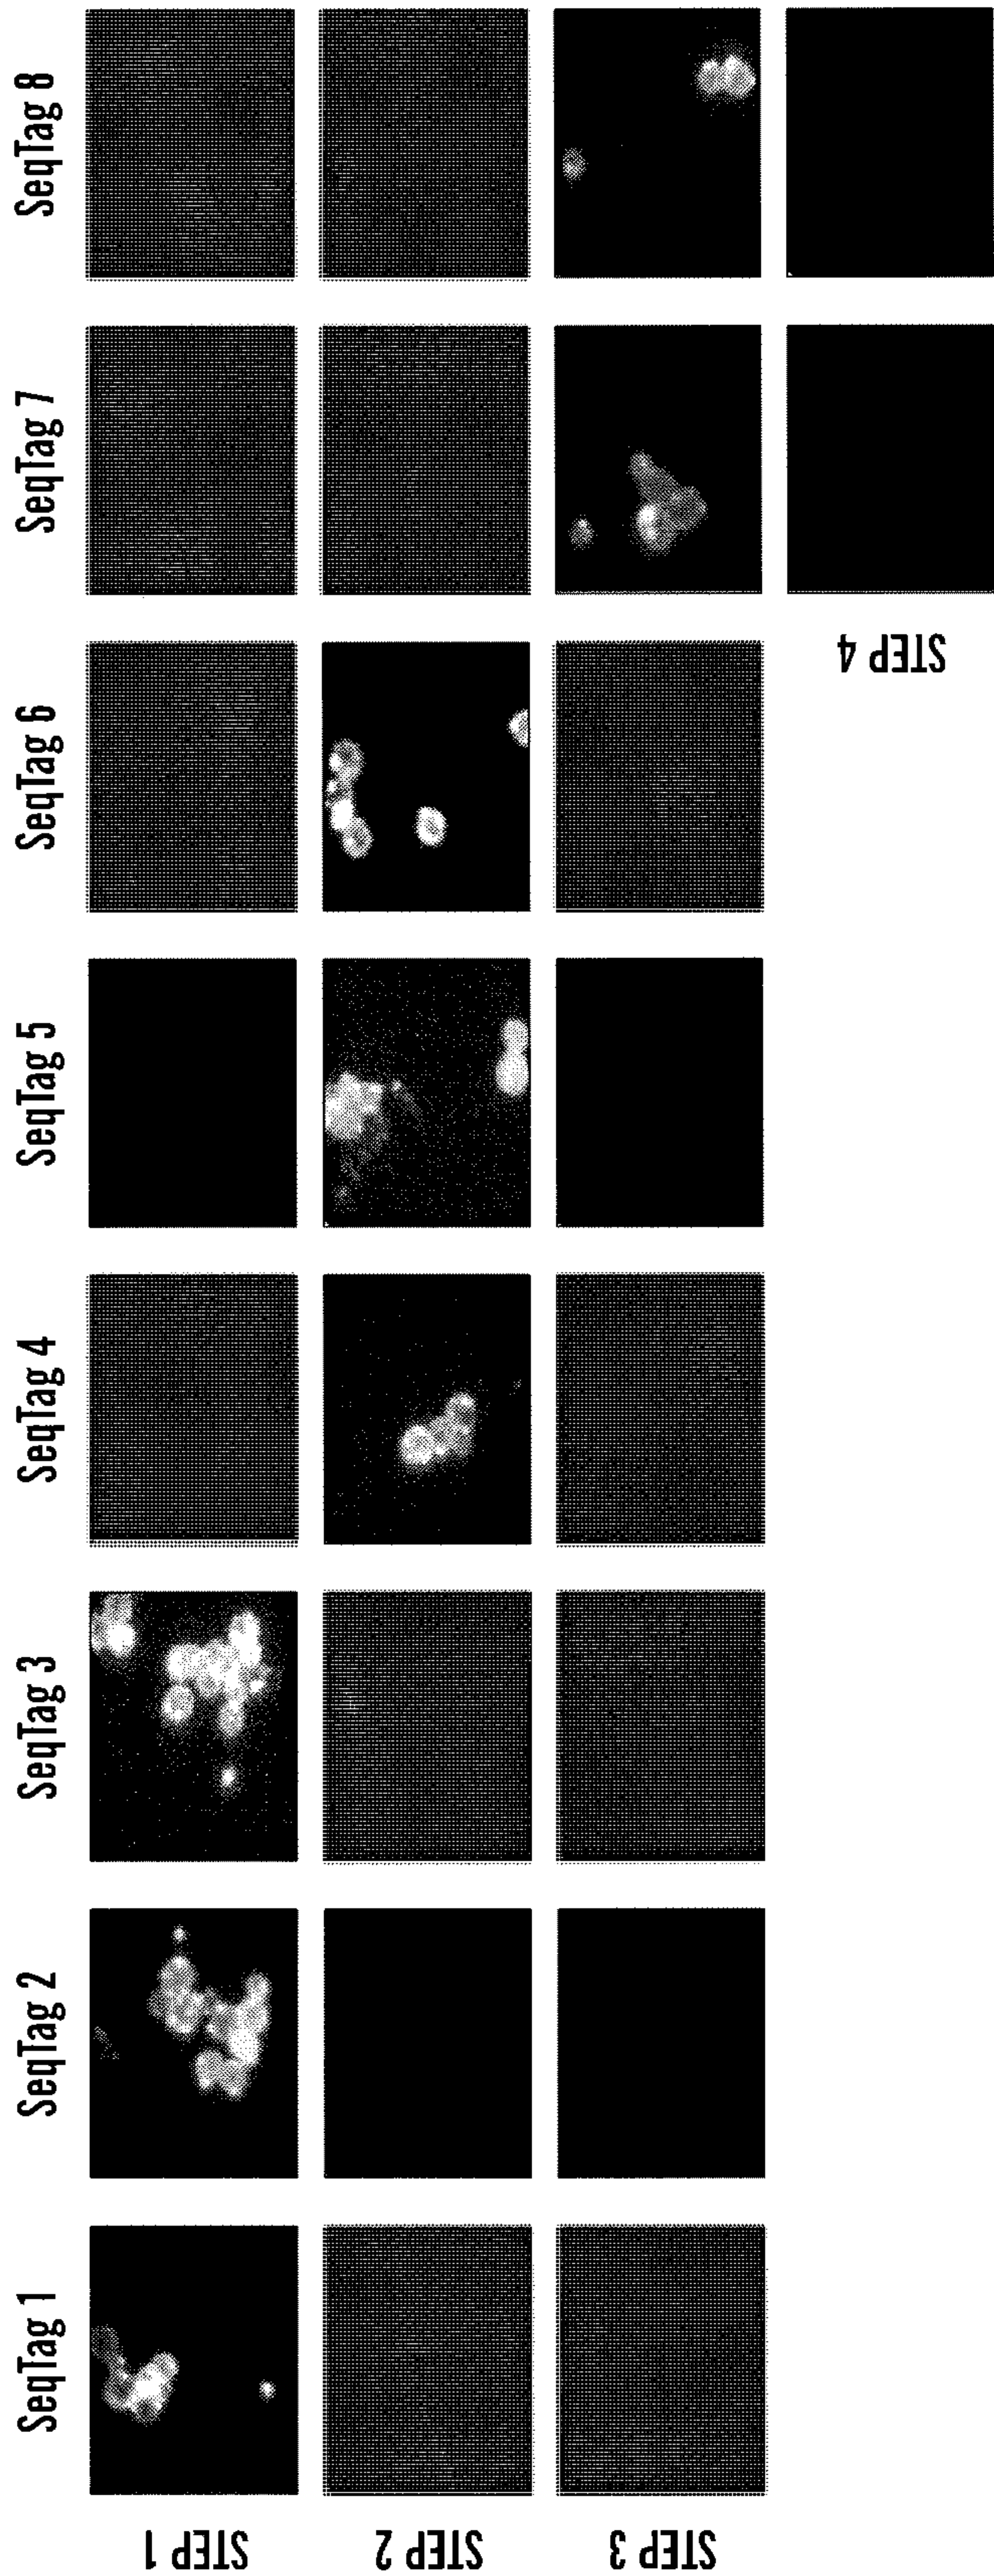 SeqTag 1
SeqTag 2
SeqTag 3
SeqTag 4
SeqTag 5
SeqTag 6
SeqTag 7
SeqTag 8
STEP 1
STEP 2
STEP 3
STEP 4